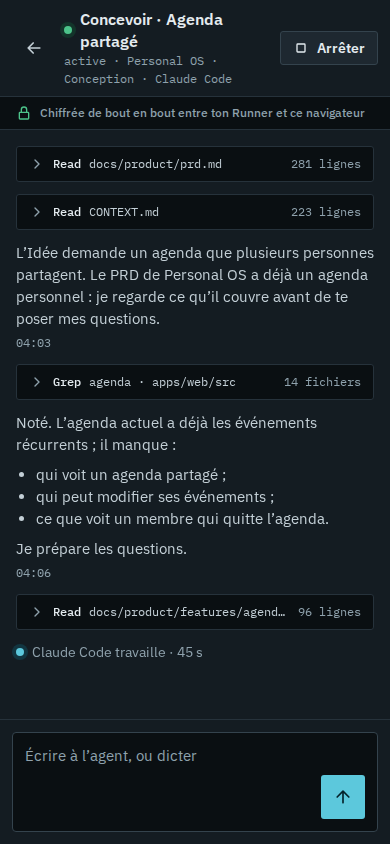 Concevoir · Agenda
partagé
active · Personal OS ·
Conception · Claude Code
Arrêter
Chiffrée de bout en bout entre ton Runner et ce navigateur
Read docs/product/prd.md 281 lignes
Read CONTEXT.md 223 lignes
L’Idée demande un agenda que plusieurs personnes
partagent. Le PRD de Personal OS a déjà un agenda
personnel : je regarde ce qu’il couvre avant de te
poser mes questions.
04:03
Grep agenda · apps/web/src 14 fichiers
Noté. L’agenda actuel a déjà les événements
récurrents ; il manque :
• qui voit un agenda partagé ;
• qui peut modifier ses événements ;
• ce que voit un membre qui quitte l’agenda.
Je prépare les questions.
04:06
Read docs/product/features/agend… 96 lignes
Claude Code travaille · 45 s
Écrire à l’agent, ou dicter